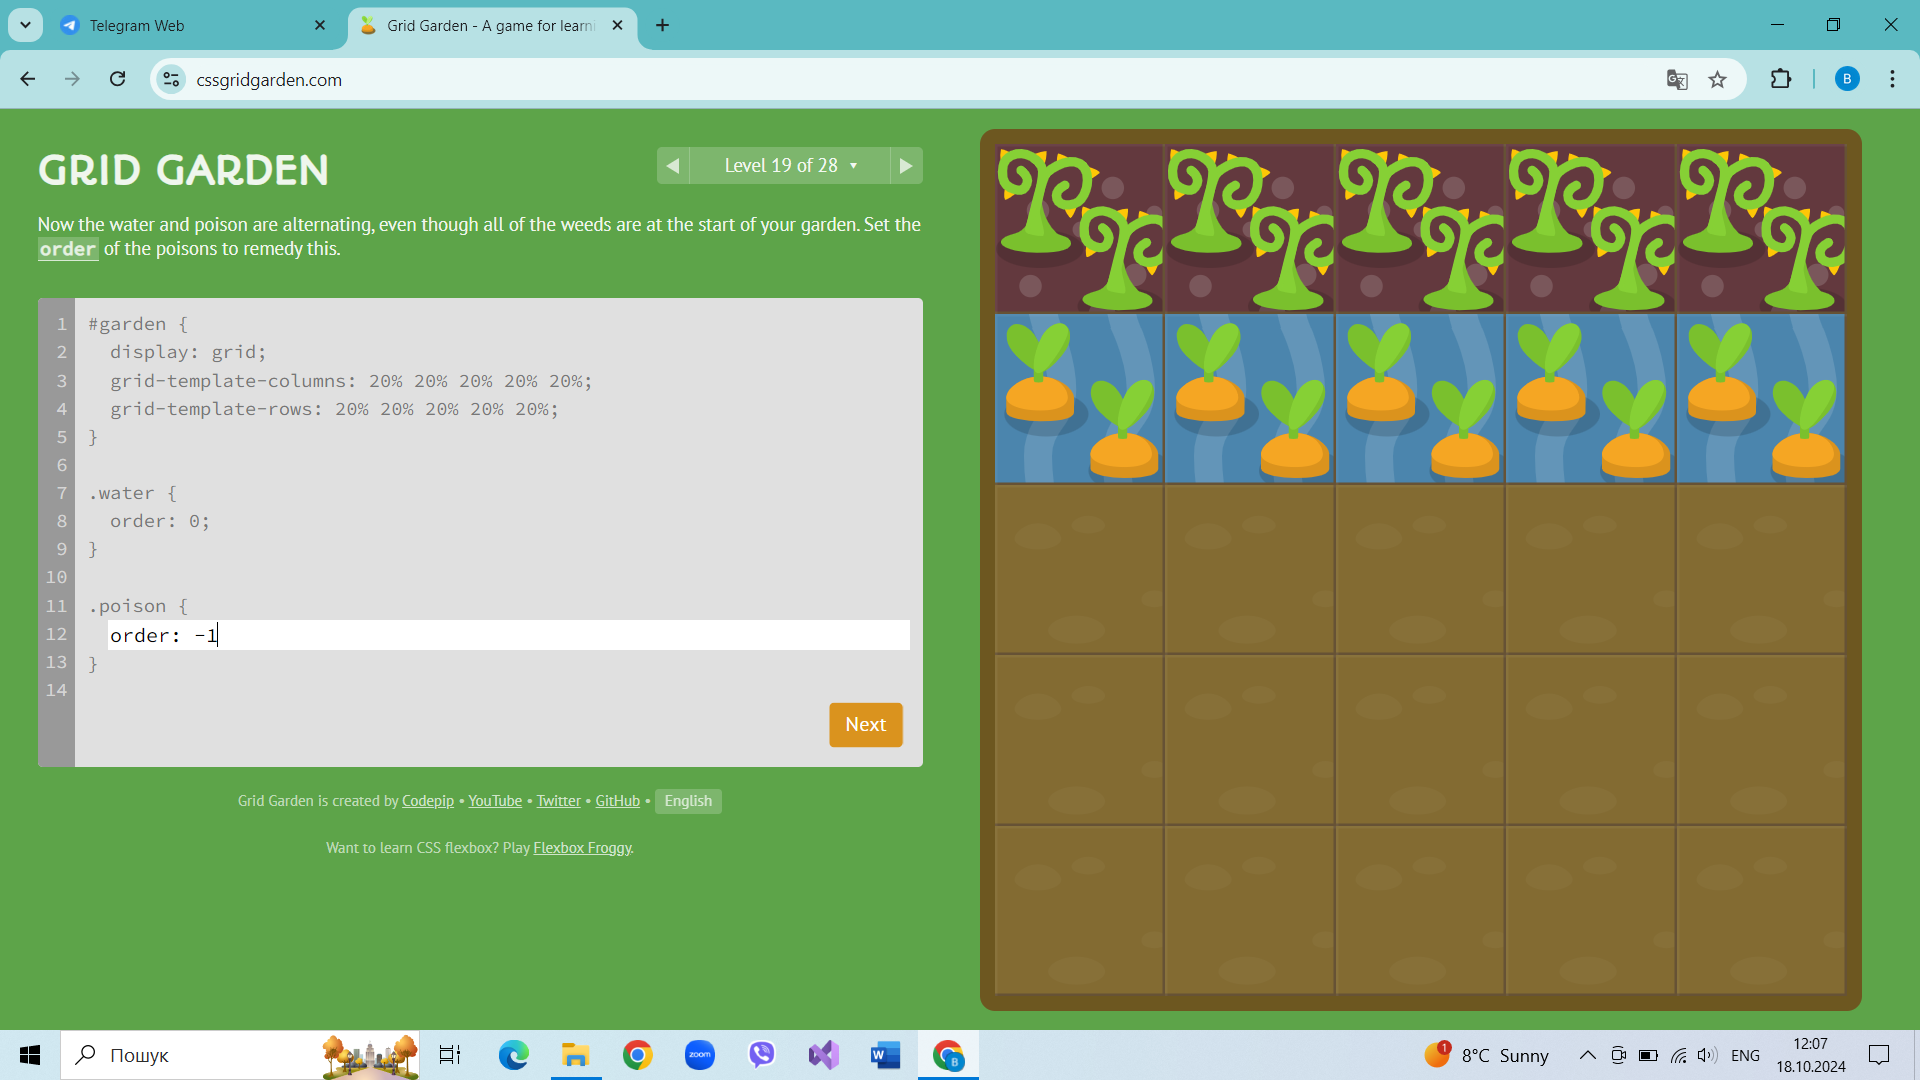 Telegram Web
Grid Garden - A game for learni
cssgridgarden.com
B
GRID GARDEN
Level 19 of 28
Now the water and poison are alternating, even though all of the weeds are at the start of your garden. Set the
order of the poisons to remedy this.
1 #garden {
2 display: grid;
3 grid-template-columns: 20% 20% 20% 20% 20%;
4 grid-template-rows: 20% 20% 20% 20% 20%;
5 }
6
7 .water {
8 order: 0;
9 }
10
11 .poison {
12 order: -1
13 }
14
Next
Grid Garden is created by Codepip • YouTube • Twitter • GitHub • English
Want to learn CSS flexbox? Play Flexbox Froggy.
Пошук
zoom
W
B
1
8°C Sunny
ENG
12:07
18.10.2024